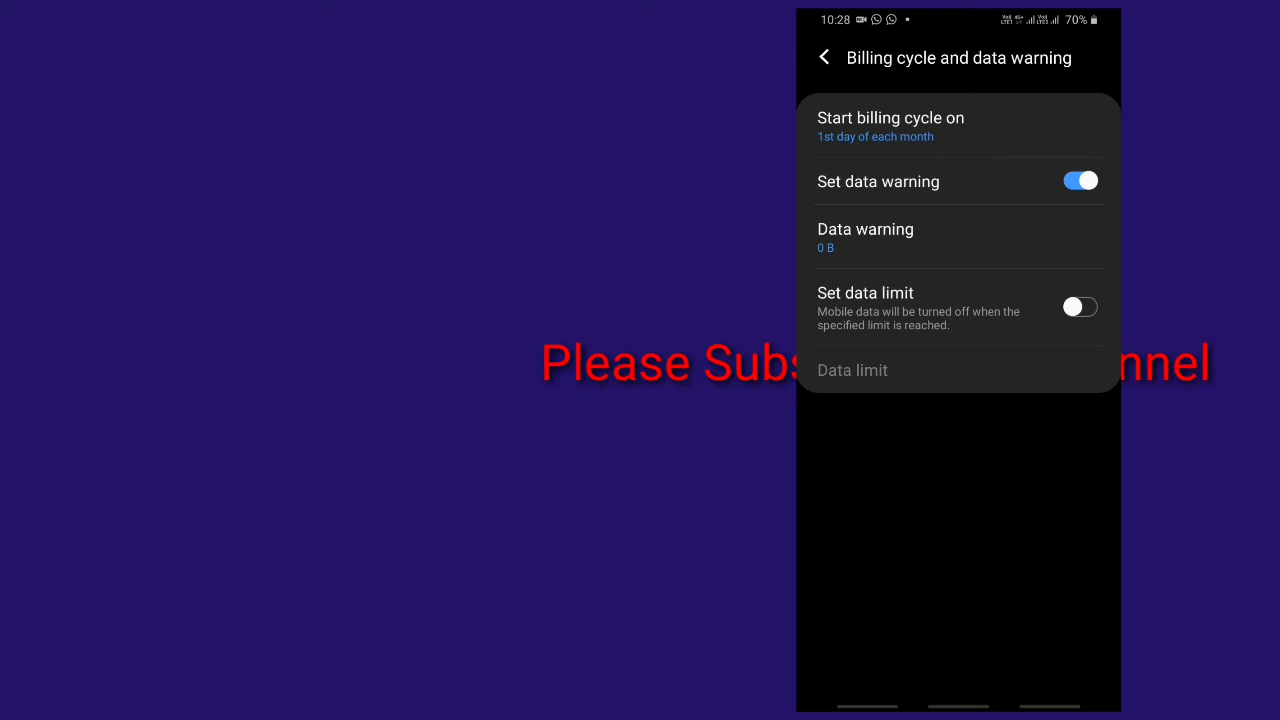 10:28 70%
Billing cycle and data warning
Start billing cycle on
1st day of each month
Set data warning
Data warning
0 B
Set data limit
Mobile data will be turned off when the
specified limit is reached.
Please Subs nnel
Data limit